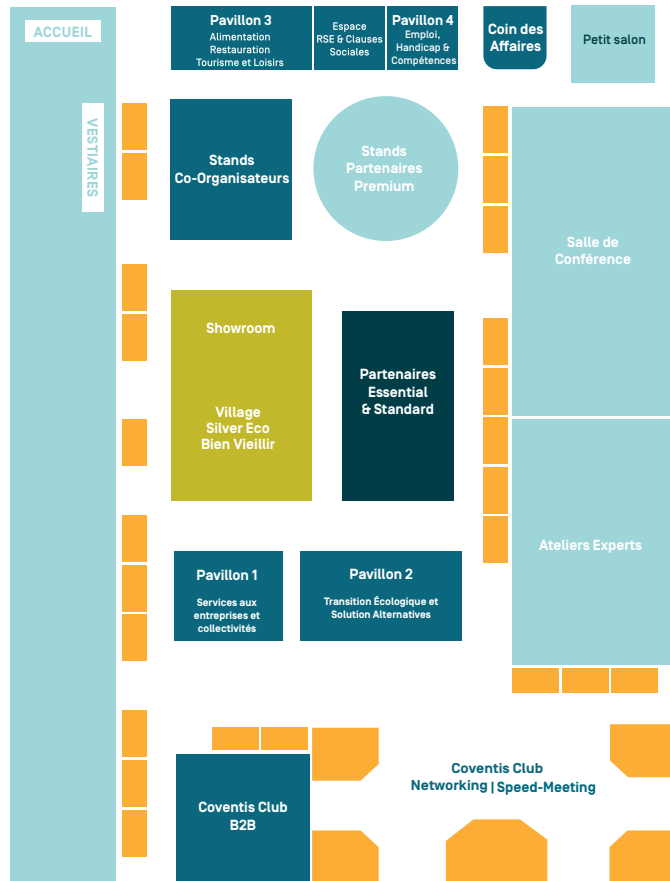 ACCUEIL
VESTIAIRES
Pavillon 3
Alimentation
Restauration
Tourisme et Loisirs
Espace
RSE & Clauses
Sociales
Pavillon 4
Emploi,
Handicap &
Compétences
Coin des
Affaires
Petit salon
Stands
Co-Organisateurs
Stands
Partenaires
Premium
Salle de
Conférence
Showroom
Village
Silver Eco
Bien Vieillir
Partenaires
Essential
& Standard
Ateliers Experts
Pavillon 1
Services aux
entreprises et
collectivités
Pavillon 2
Transition Écologique et
Solution Alternatives
Coventis Club
B2B
Coventis Club
Networking | Speed-Meeting